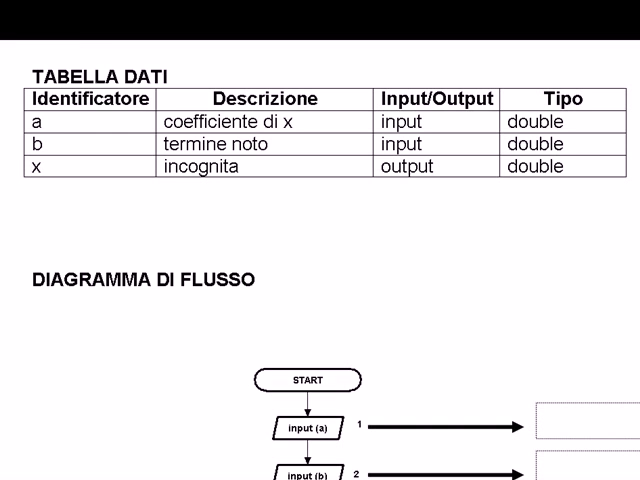 TABELLA DATI
Identificatore Descrizione Input/Output Tipo
a coefficiente di x input double
b termine noto input double
x incognita output double
DIAGRAMMA DI FLUSSO
START
input (a) 1
input (b) 2